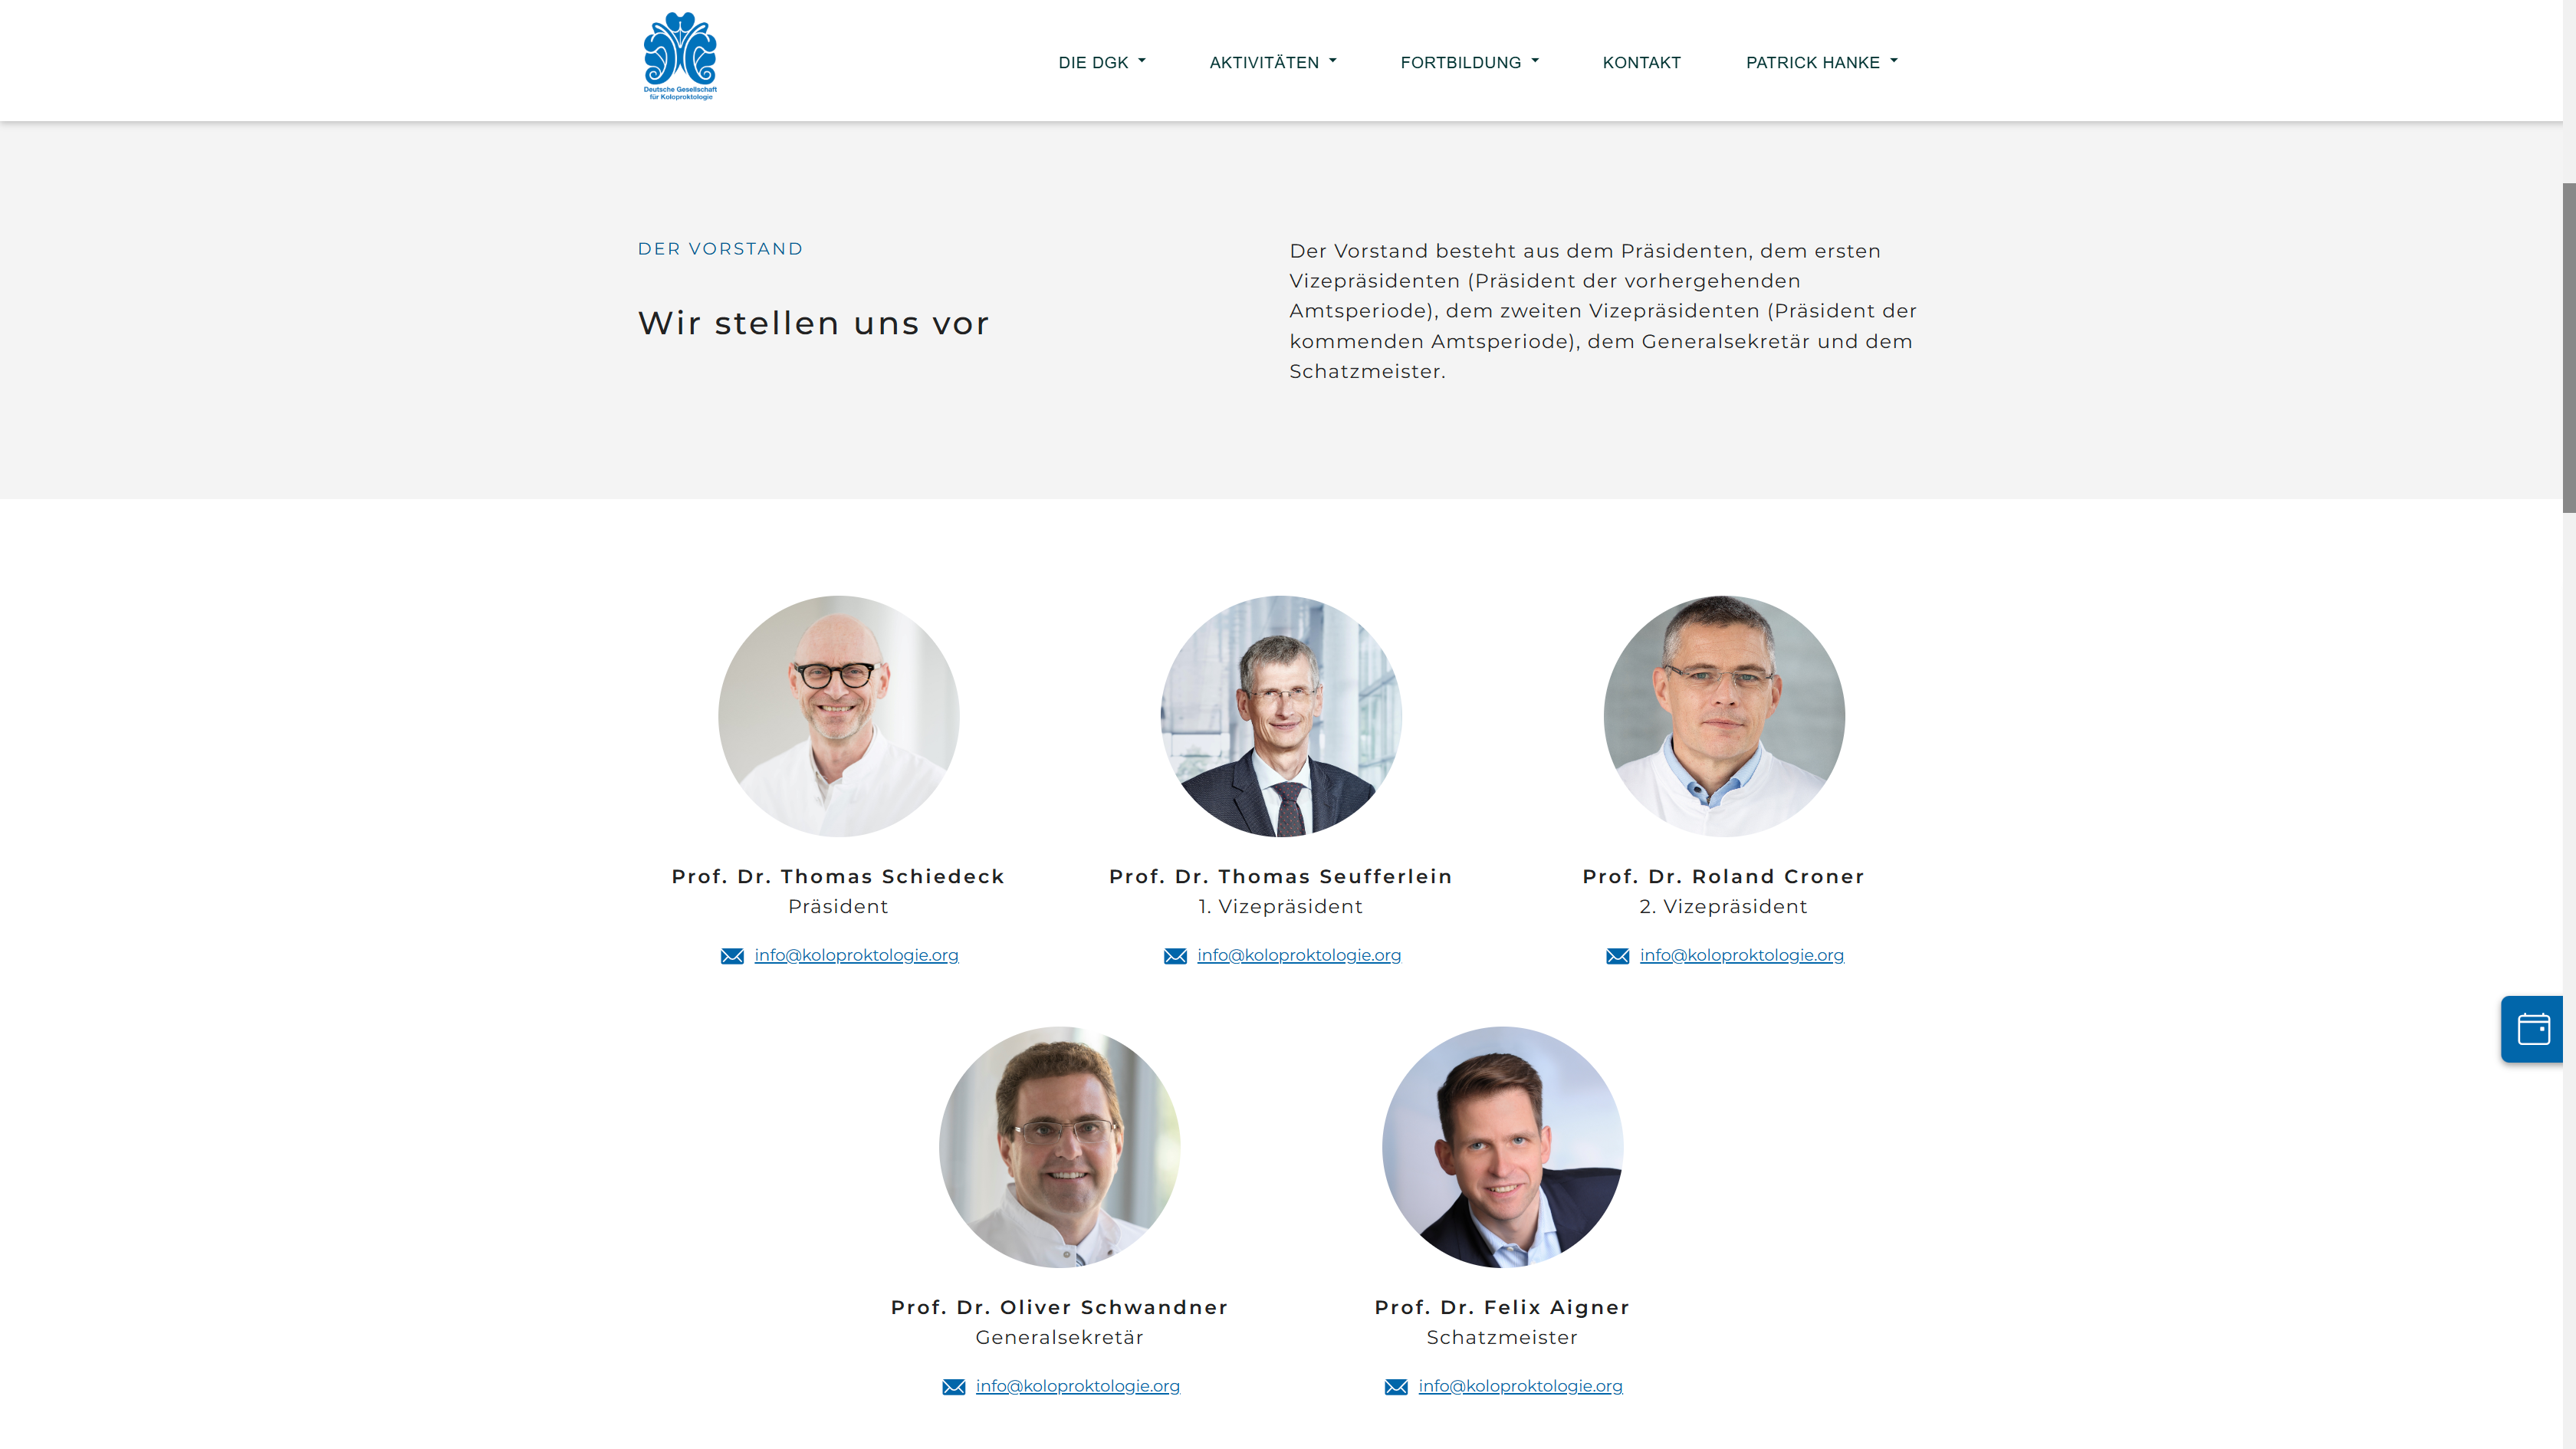 Deutsche Gesellschaft
für Koloproktologie
DIE DGK
AKTIVITÄTEN
FORTBILDUNG
KONTAKT
PATRICK HANKE
DER VORSTAND
Wir stellen uns vor
Der Vorstand besteht aus dem Präsidenten, dem ersten
Vizepräsidenten (Präsident der vorhergehenden
Amtsperiode), dem zweiten Vizepräsidenten (Präsident der
kommenden Amtsperiode), dem Generalsekretär und dem
Schatzmeister.
Prof. Dr. Thomas Schiedeck
Präsident
info@koloproktologie.org
Prof. Dr. Thomas Seufferlein
1. Vizepräsident
info@koloproktologie.org
Prof. Dr. Roland Croner
2. Vizepräsident
info@koloproktologie.org
Prof. Dr. Oliver Schwandner
Generalsekretär
info@koloproktologie.org
Prof. Dr. Felix Aigner
Schatzmeister
info@koloproktologie.org